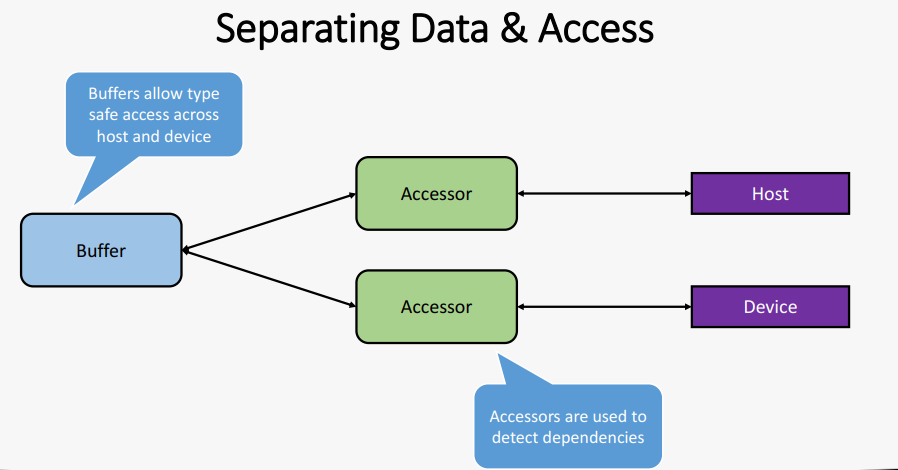 Separating Data & Access
Buffers allow type
safe access across
host and device
Accessor
Host
Buffer
Accessor
Device
Accessors are used to
detect dependencies